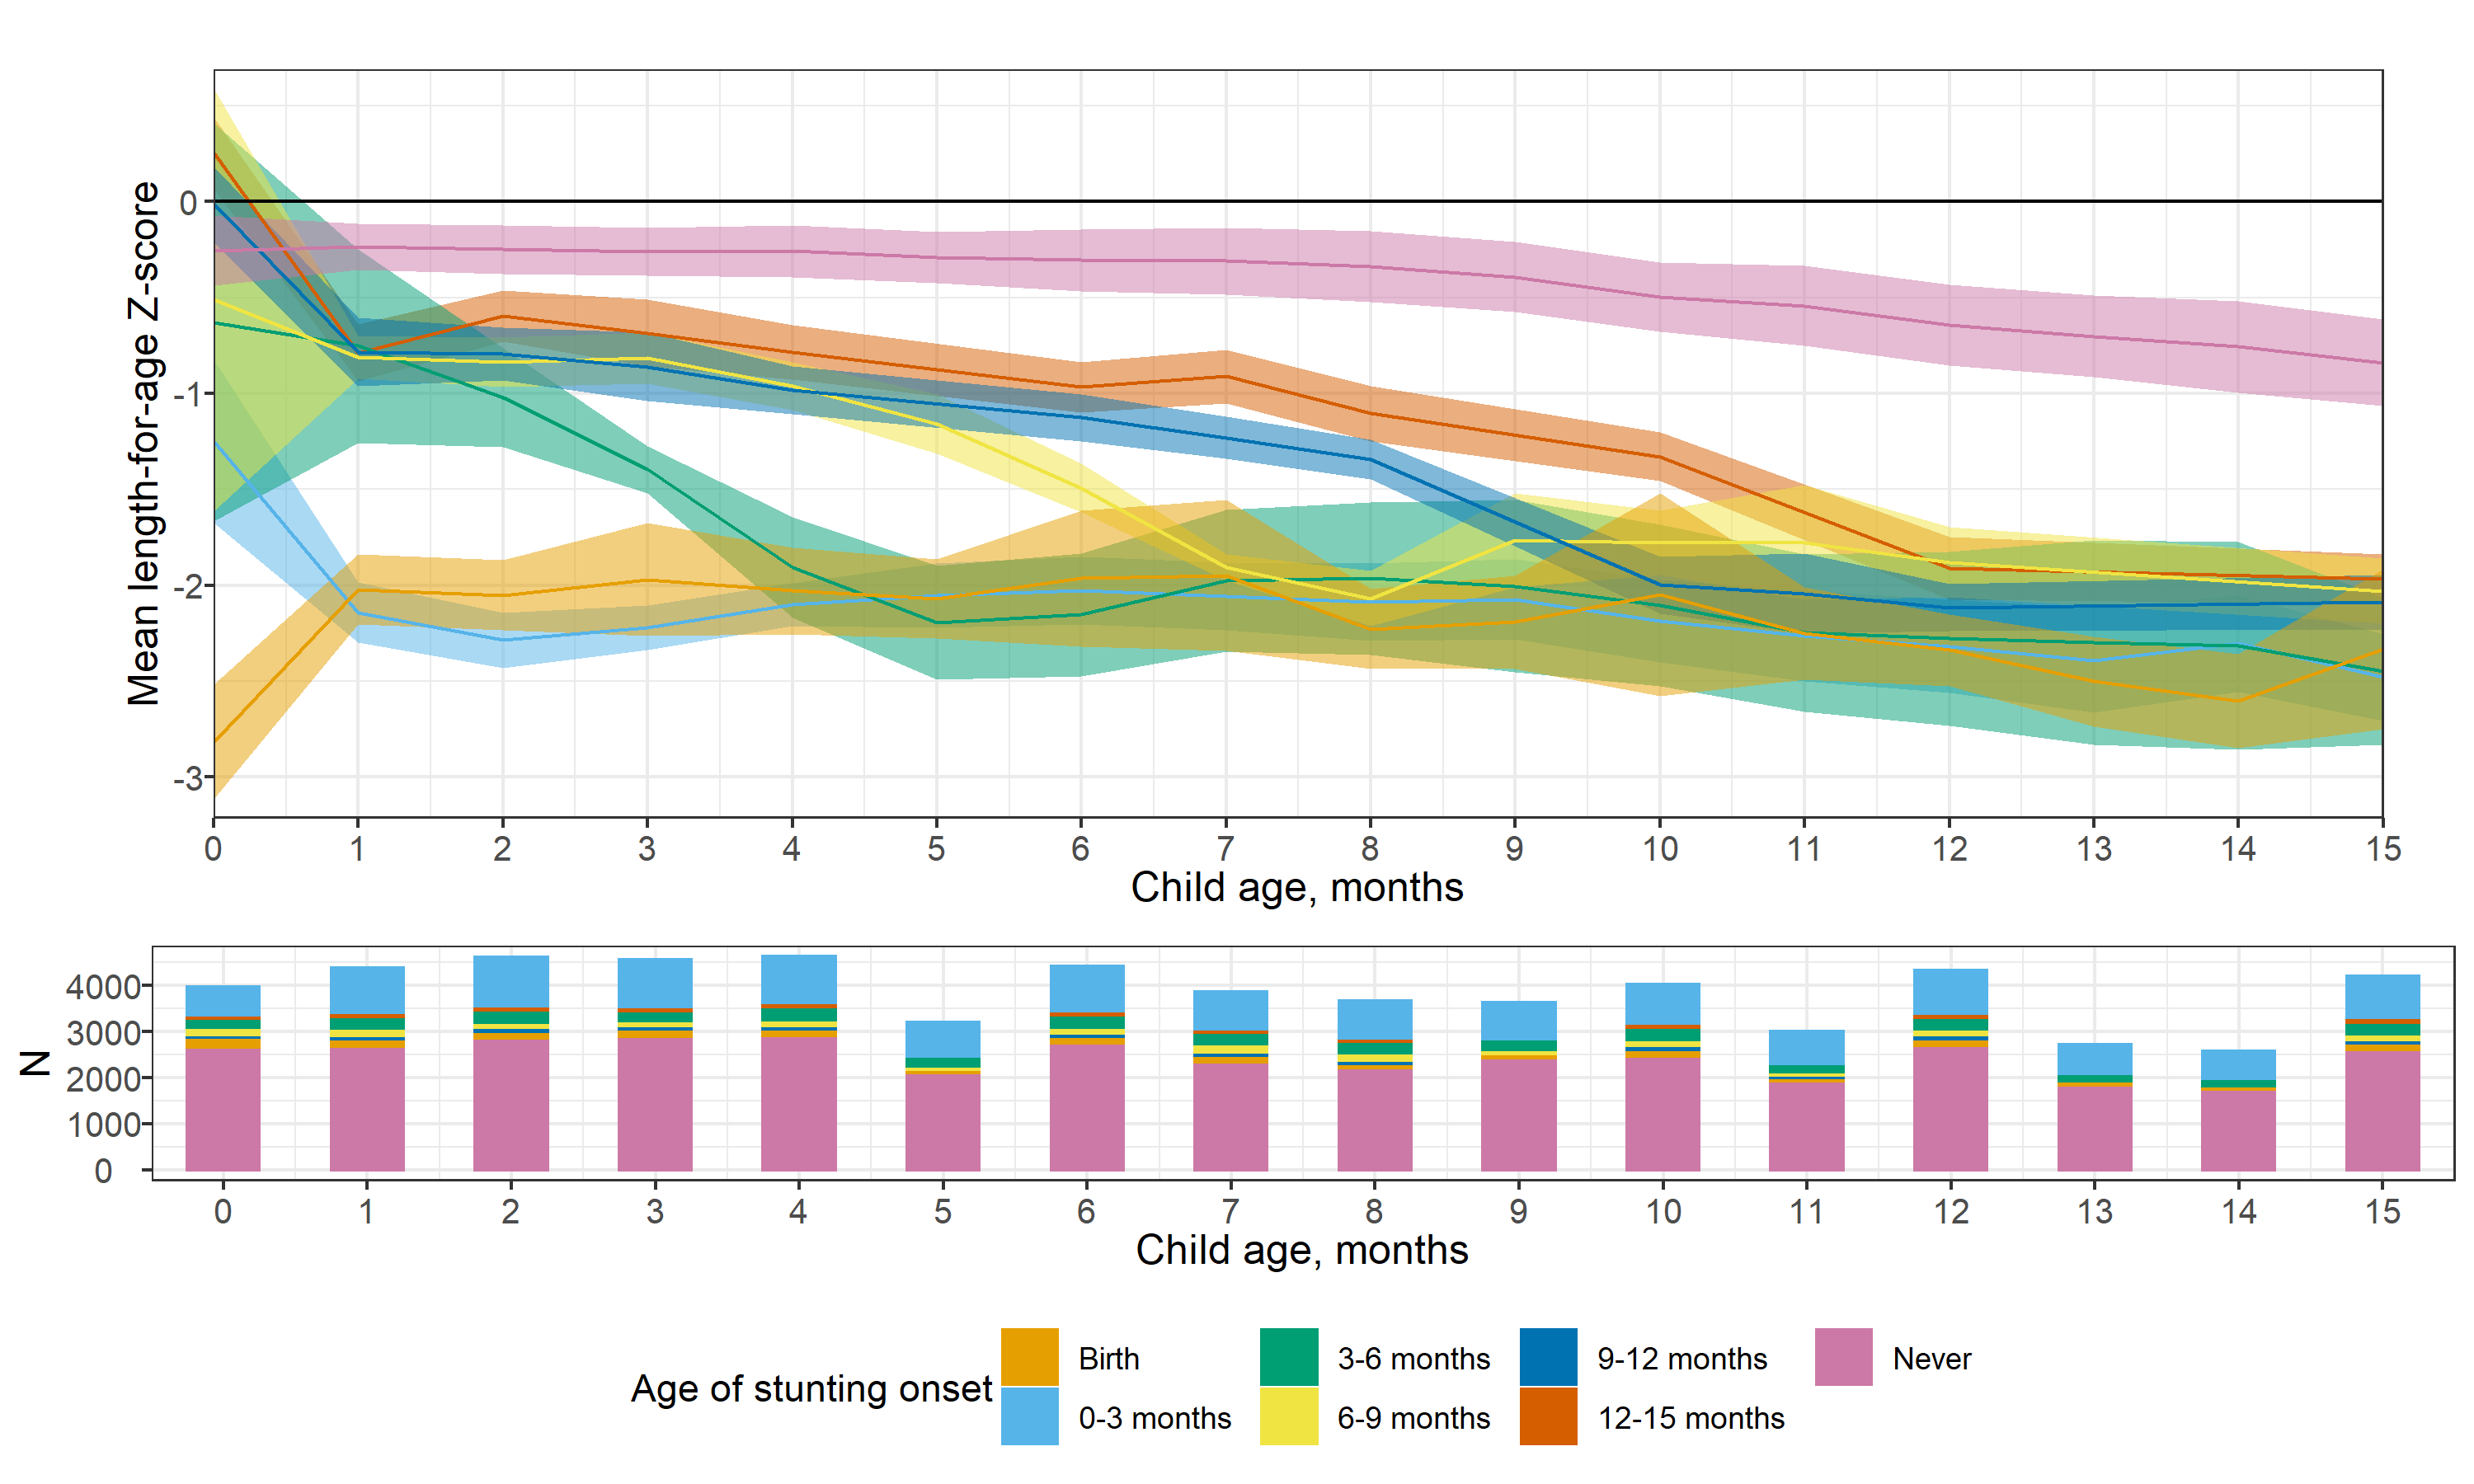 Mean length-for-age Z-score
0
-1
-2
-3
0 1 2 3 4 5 6 7 8 9 10 11 12 13 14 15
Child age, months
N
4000
3000
2000
1000
0
0 1 2 3 4 5 6 7 8 9 10 11 12 13 14 15
Child age, months
Age of stunting onset
Birth 3-6 months 9-12 months Never
0-3 months 6-9 months 12-15 months